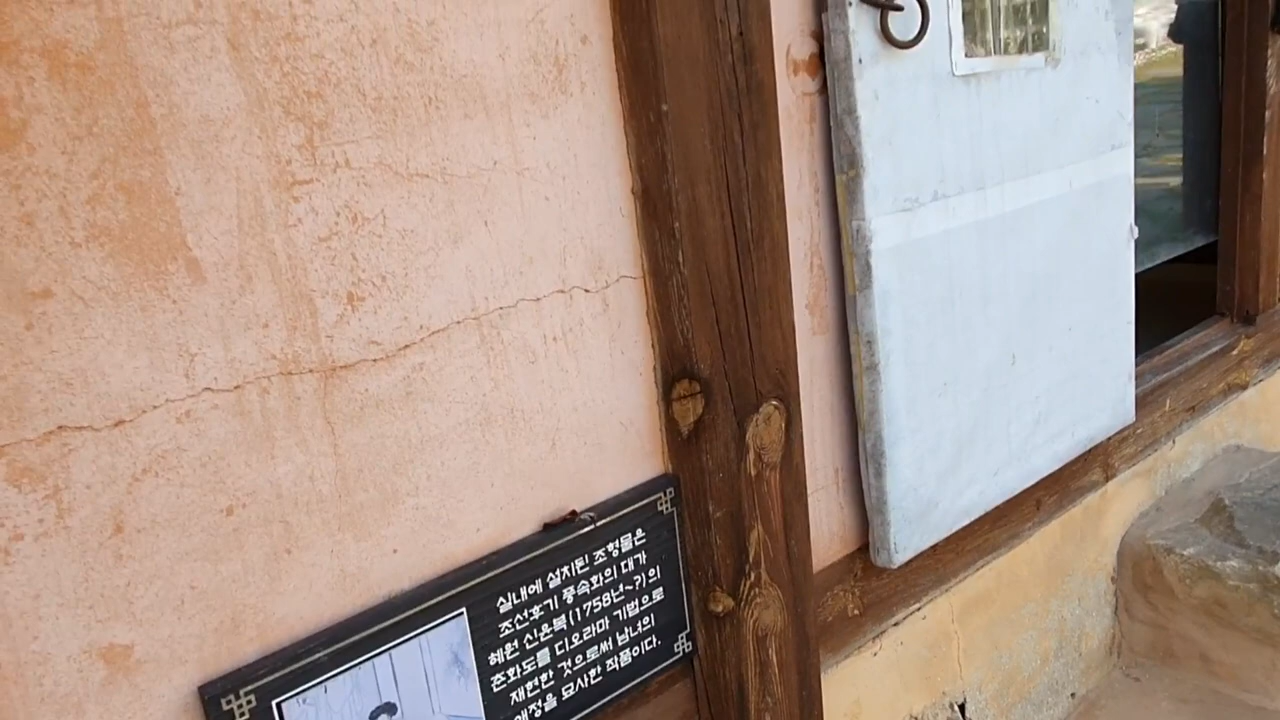 실내에 설치된 조형물은
조선후기 풍속화의 대가
혜원 신윤복(1758년~?)의
춘화도를 디오라마 기법으로
재현한 것으로써 남녀의
애정을 묘사한 작품이다.